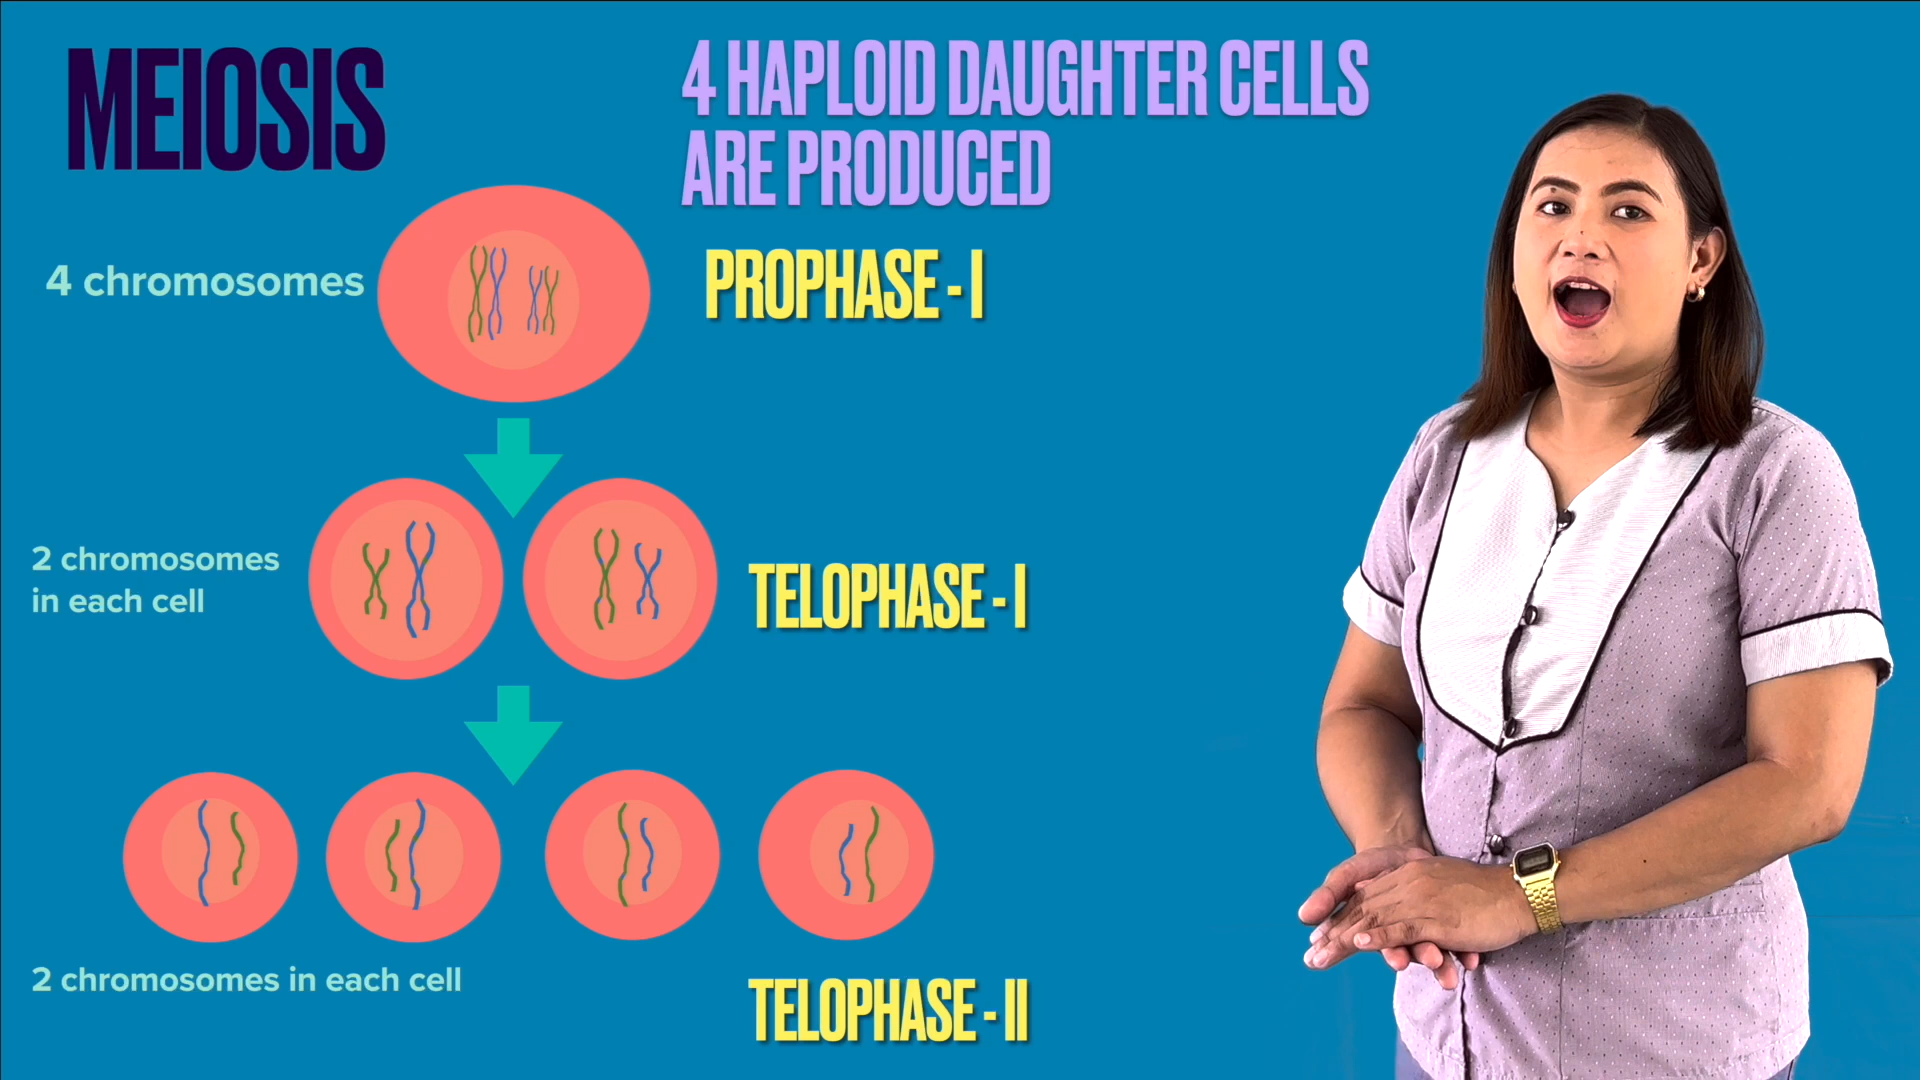 MEIOSIS
4 HAPLOID DAUGHTER CELLS
ARE PRODUCED
4 chromosomes
PROPHASE - I
2 chromosomes
in each cell
TELOPHASE - I
2 chromosomes in each cell
TELOPHASE - II